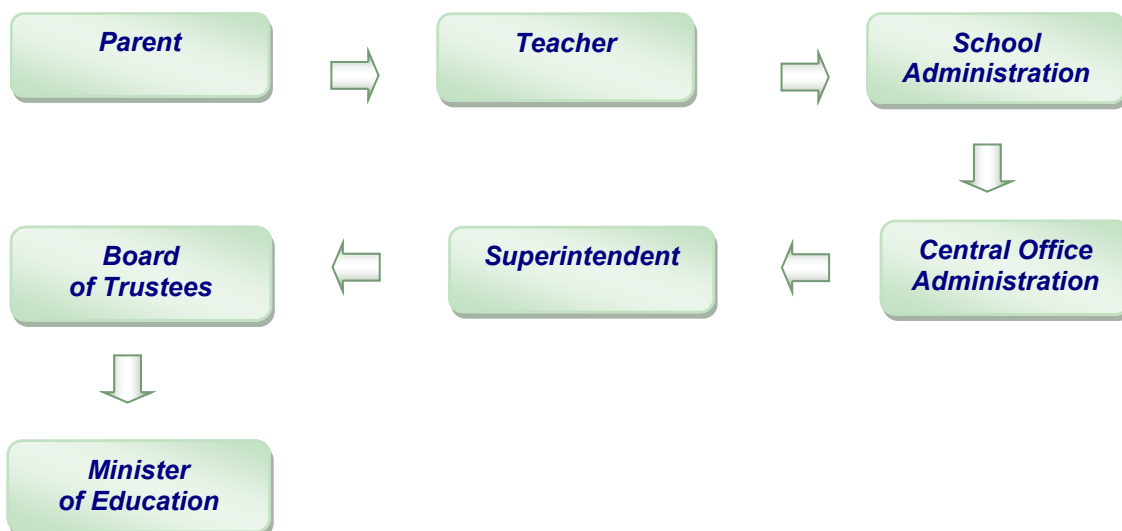 Parent
Teacher
School
Administration
Central Office
Administration
Superintendent
Board
of Trustees
Minister
of Education